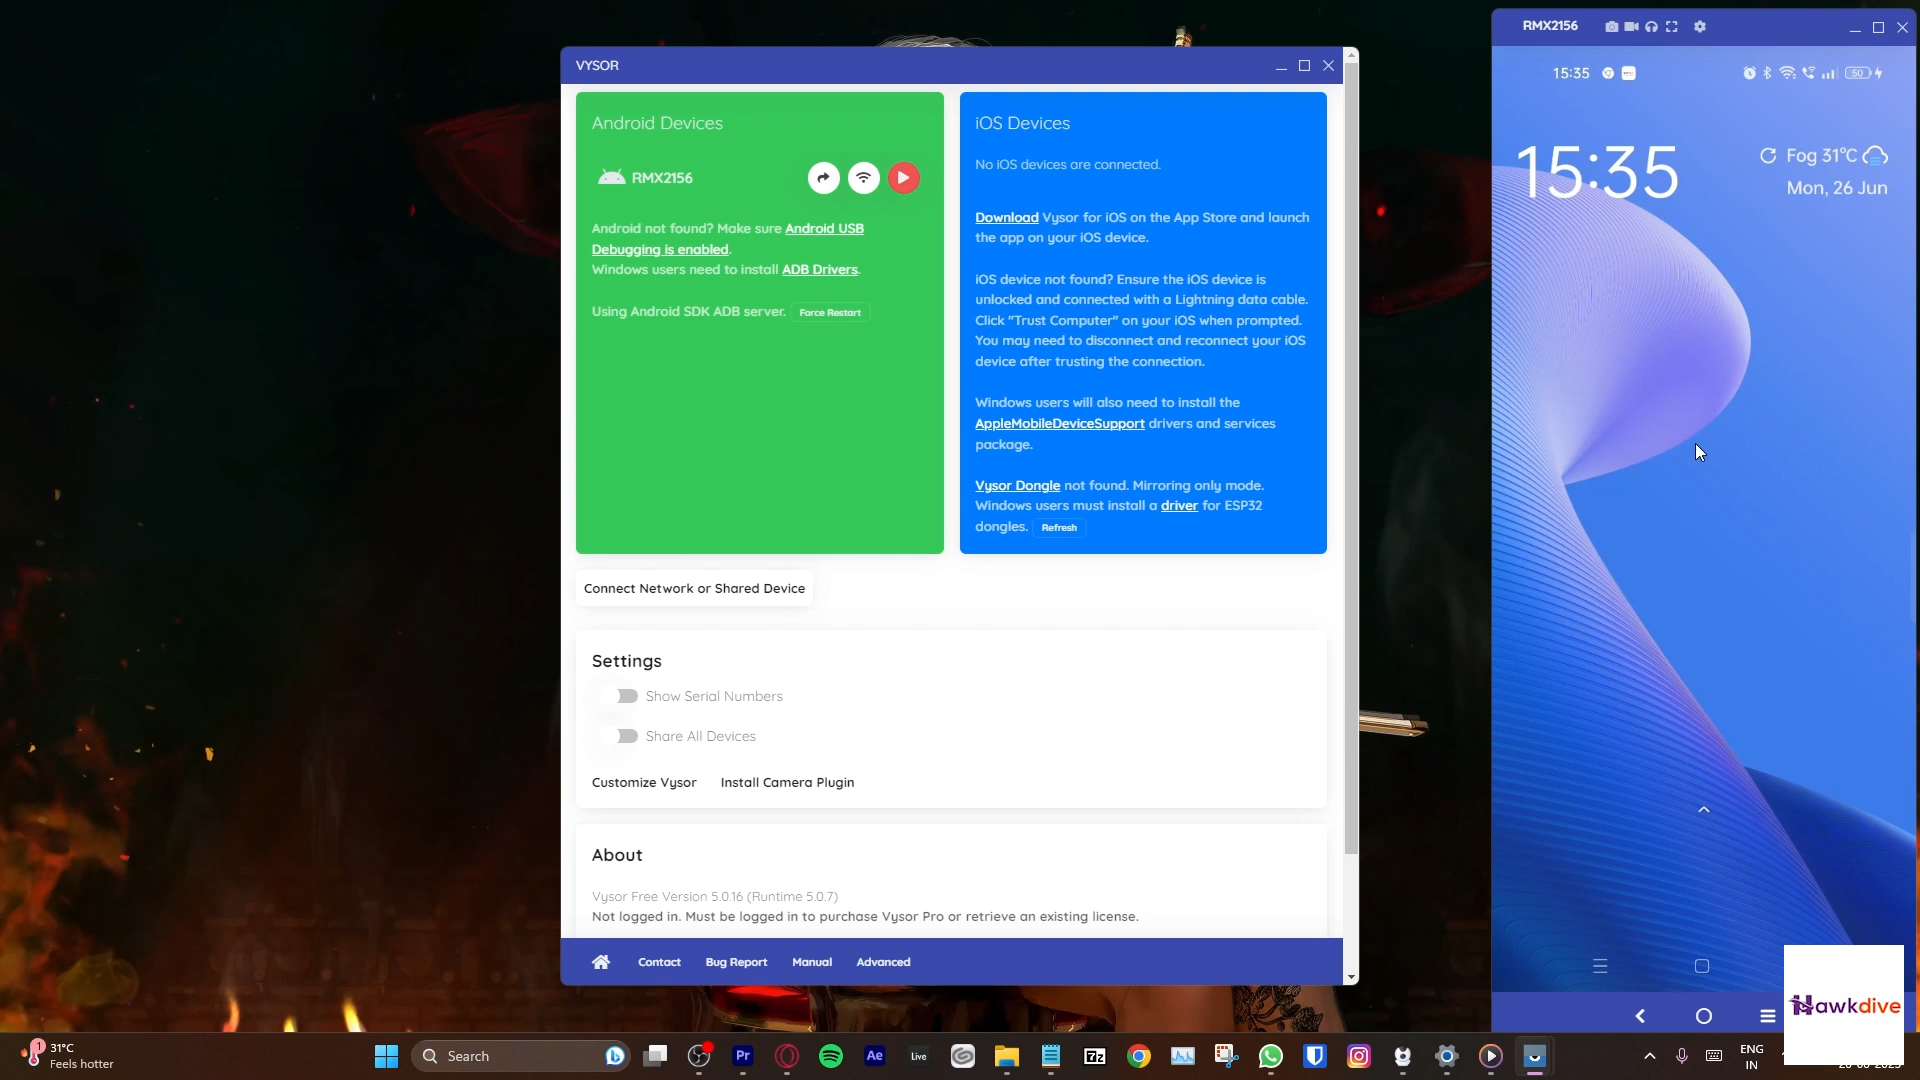 VYSOR
Android Devices
RMX2156
Android not found? Make sure Android USB
Debugging is enabled.
Windows users need to install ADB Drivers.
Using Android SDK ADB server. Force Restart
iOS Devices
No iOS devices are connected.
Download Vysor for iOS on the App Store and launch
the app on your iOS device.
iOS device not found? Ensure the iOS device is
unlocked and connected with a Lightning data cable.
Click "Trust Computer" on your iOS when prompted.
You may need to disconnect and reconnect your iOS
device after trusting the connection.
Windows users will also need to install the
AppleMobileDeviceSupport drivers and services
package.
Vysor Dongle not found. Mirroring only mode.
Windows users must install a driver for ESP32
dongles. Refresh
Connect Network or Shared Device
Settings
Show Serial Numbers
Share All Devices
Customize Vysor Install Camera Plugin
About
Vysor Free Version 5.0.16 (Runtime 5.0.7)
Not logged in. Must be logged in to purchase Vysor Pro or retrieve an existing license.
Contact Bug Report Manual Advanced
RMX2156
15:35
50
15:35
Fog 31°C
Mon, 26 Jun
Hawkdive
1
31°C
Feels hotter
Search
Pr
Ae
Live
7z
ENG
IN